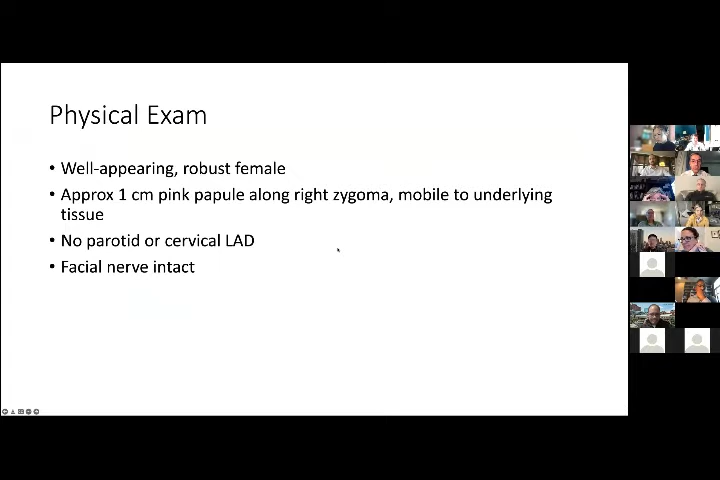 Physical Exam
• Well-appearing, robust female
• Approx 1 cm pink papule along right zygoma, mobile to underlying
tissue
• No parotid or cervical LAD
• Facial nerve intact